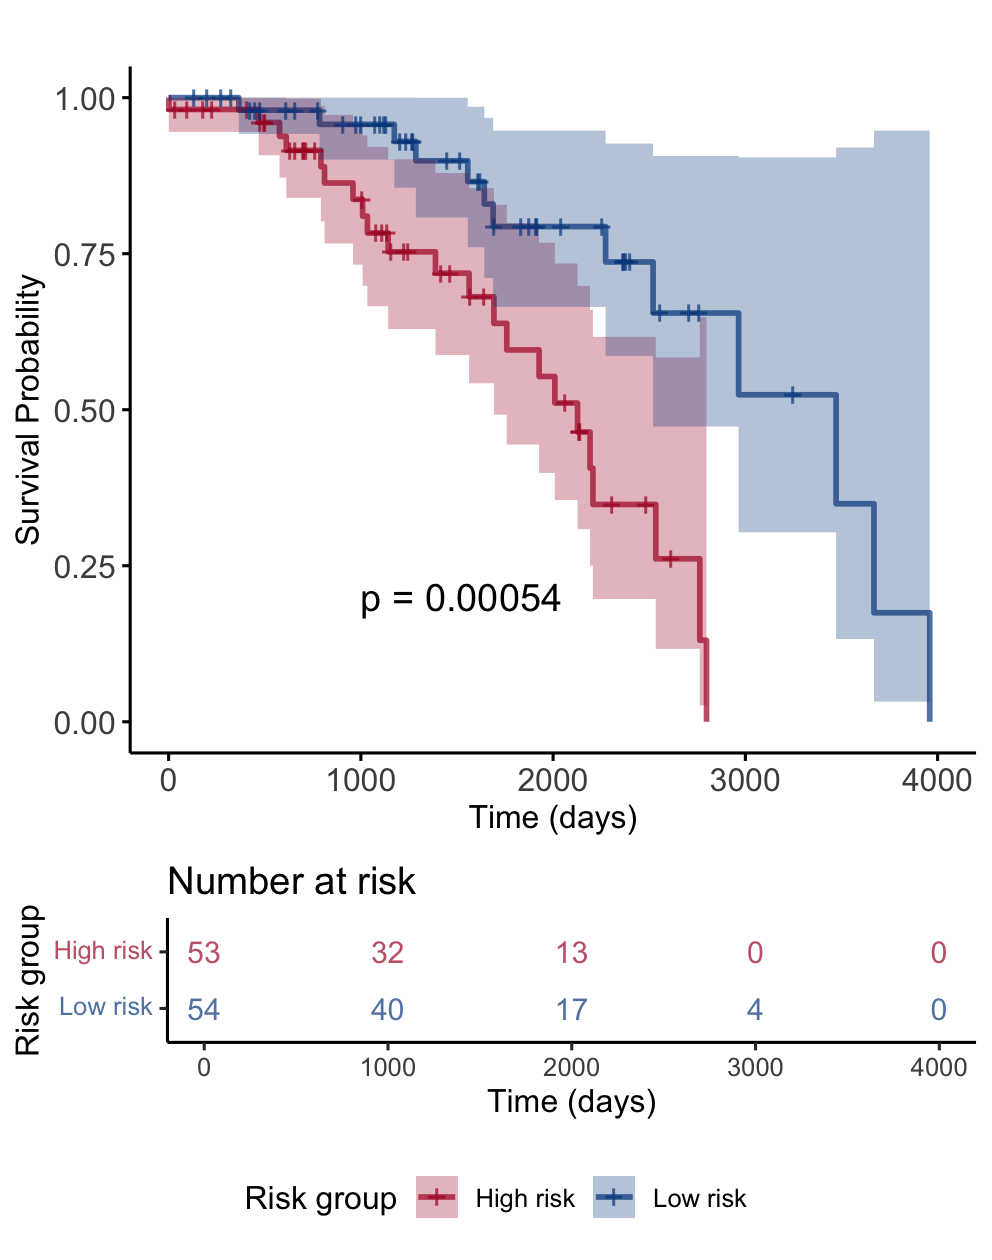 1.00
0.75
0.50
0.25
0.00
Survival Probability
p = 0.00054
0 1000 2000 3000 4000
Time (days)
Number at risk
Risk group
High risk 53 32 13 0 0
Low risk 54 40 17 4 0
0 1000 2000 3000 4000
Time (days)
Risk group High risk Low risk